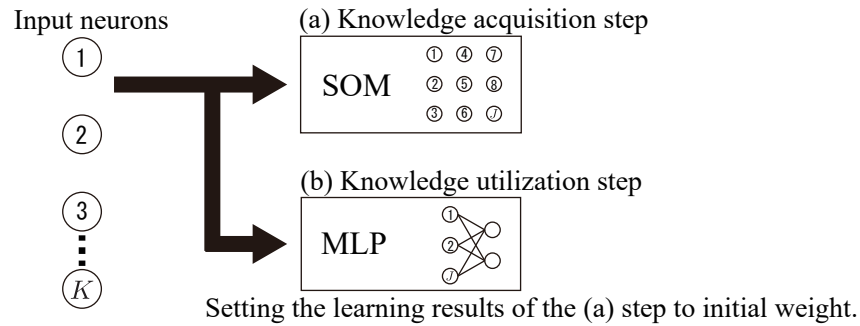 Input neurons
1
2
3
K
(a) Knowledge acquisition step
SOM
1 4 7
2 5 8
3 6 J
(b) Knowledge utilization step
MLP
1
2
J
Setting the learning results of the (a) step to initial weight.